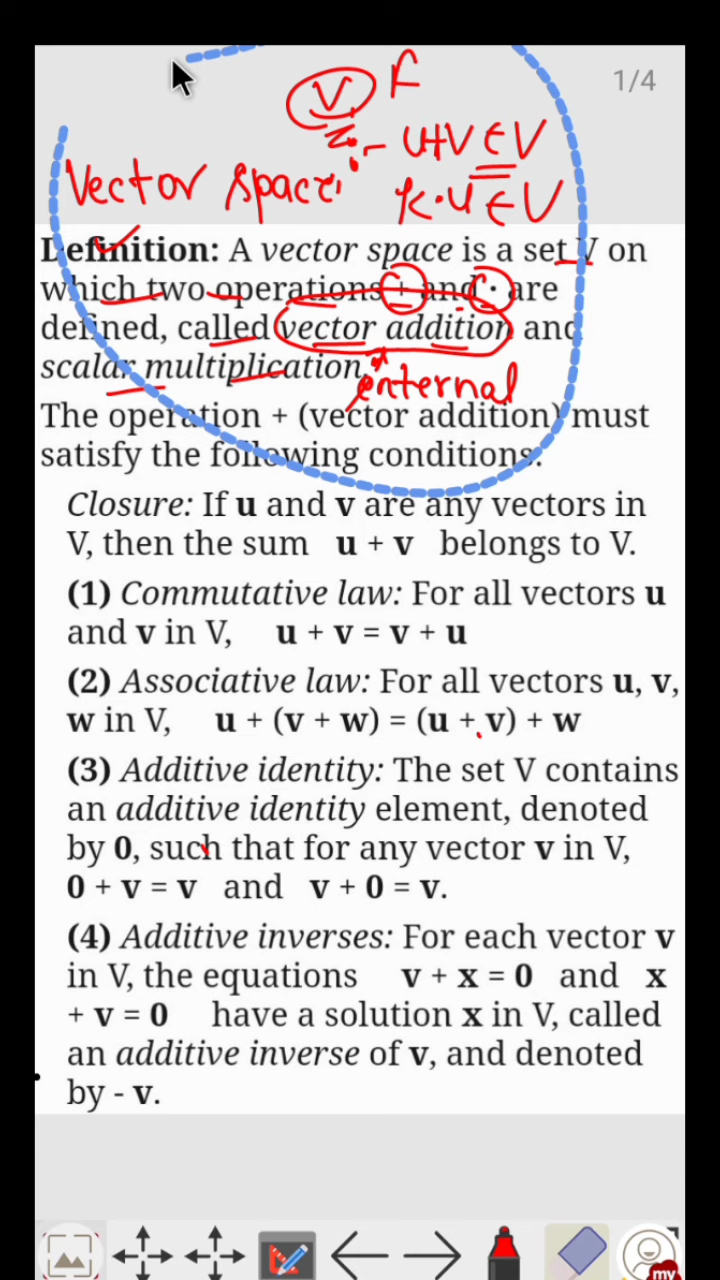 1/4
V F
- u+v ∈ V
Vector space:
K·u ∈ V
Definition: A vector space is a set V on
which two operations + and · are
defined, called vector addition and
scalar multiplication.
external
The operation + (vector addition) must
satisfy the following conditions:
Closure: If u and v are any vectors in
V, then the sum u + v belongs to V.
(1) Commutative law: For all vectors u
and v in V, u + v = v + u
(2) Associative law: For all vectors u, v,
w in V, u + (v + w) = (u + v) + w
(3) Additive identity: The set V contains
an additive identity element, denoted
by 0, such that for any vector v in V,
0 + v = v and v + 0 = v.
(4) Additive inverses: For each vector v
in V, the equations v + x = 0 and x
+ v = 0 have a solution x in V, called
an additive inverse of v, and denoted
by - v.
my